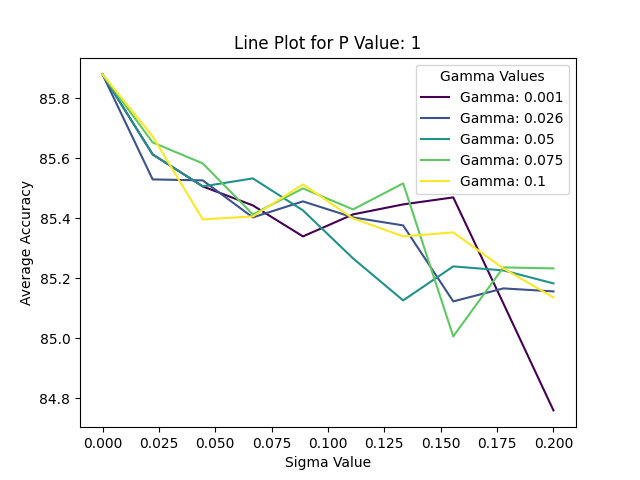 Line Plot for P Value: 1
Gamma Values
Gamma: 0.001
Gamma: 0.026
Gamma: 0.05
Gamma: 0.075
Gamma: 0.1
Average Accuracy
85.8
85.6
85.4
85.2
85.0
84.8
0.000 0.025 0.050 0.075 0.100 0.125 0.150 0.175 0.200
Sigma Value